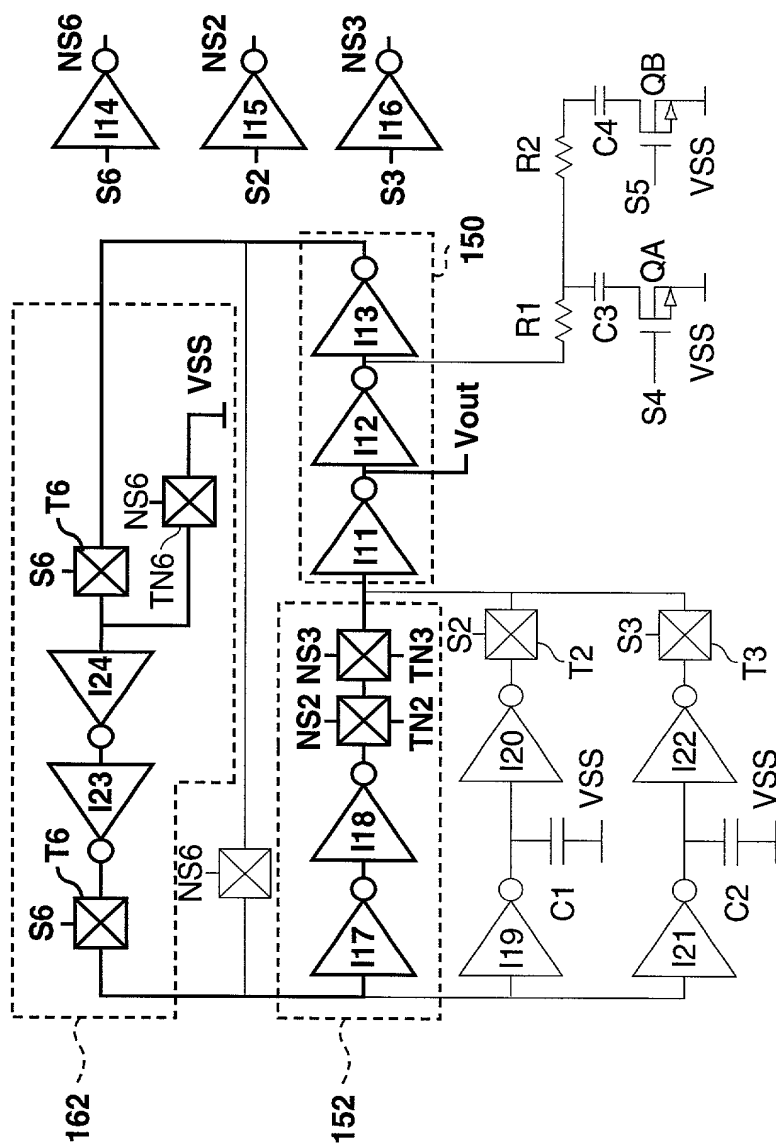 162
S6
T6
I23
I24
S6
T6
NS6
TN6
VSS
S6
I14
NS6
S2
I15
NS2
S3
I16
NS3
NS6
152
I17
I18
NS2
TN2
NS3
TN3
I11
I12
I13
150
Vout
I19
C1
VSS
I20
S2
T2
I21
C2
VSS
I22
S3
T3
R1
C3
S4
QA
VSS
R2
C4
S5
QB
VSS